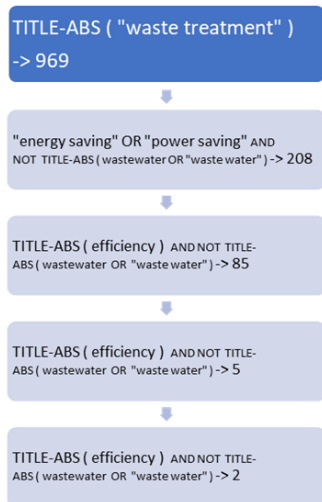 TITLE-ABS ( "waste treatment" )
-> 969
"energy saving" OR "power saving" AND
NOT TITLE-ABS ( wastewater OR "waste water" ) -> 208
TITLE-ABS ( efficiency ) AND NOT TITLE-
ABS ( wastewater OR "waste water" ) -> 85
TITLE-ABS ( efficiency ) AND NOT TITLE-
ABS ( wastewater OR "waste water" ) -> 5
TITLE-ABS ( efficiency ) AND NOT TITLE-
ABS ( wastewater OR "waste water" ) -> 2